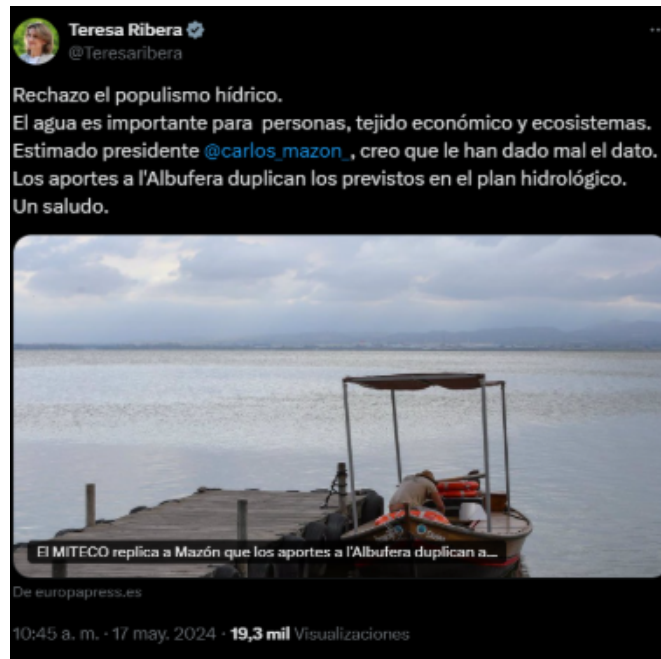 Teresa Ribera
@Teresaribera
Rechazo el populismo hídrico.
El agua es importante para personas, tejido económico y ecosistemas.
Estimado presidente @carlos_mazon_, creo que le han dado mal el dato.
Los aportes a l'Albufera duplican los previstos en el plan hidrológico.
Un saludo.
El MITECO replica a Mazón que los aportes a l'Albufera duplican a...
De europapress.es
10:45 a. m. · 17 may. 2024 · 19,3 mil Visualizaciones